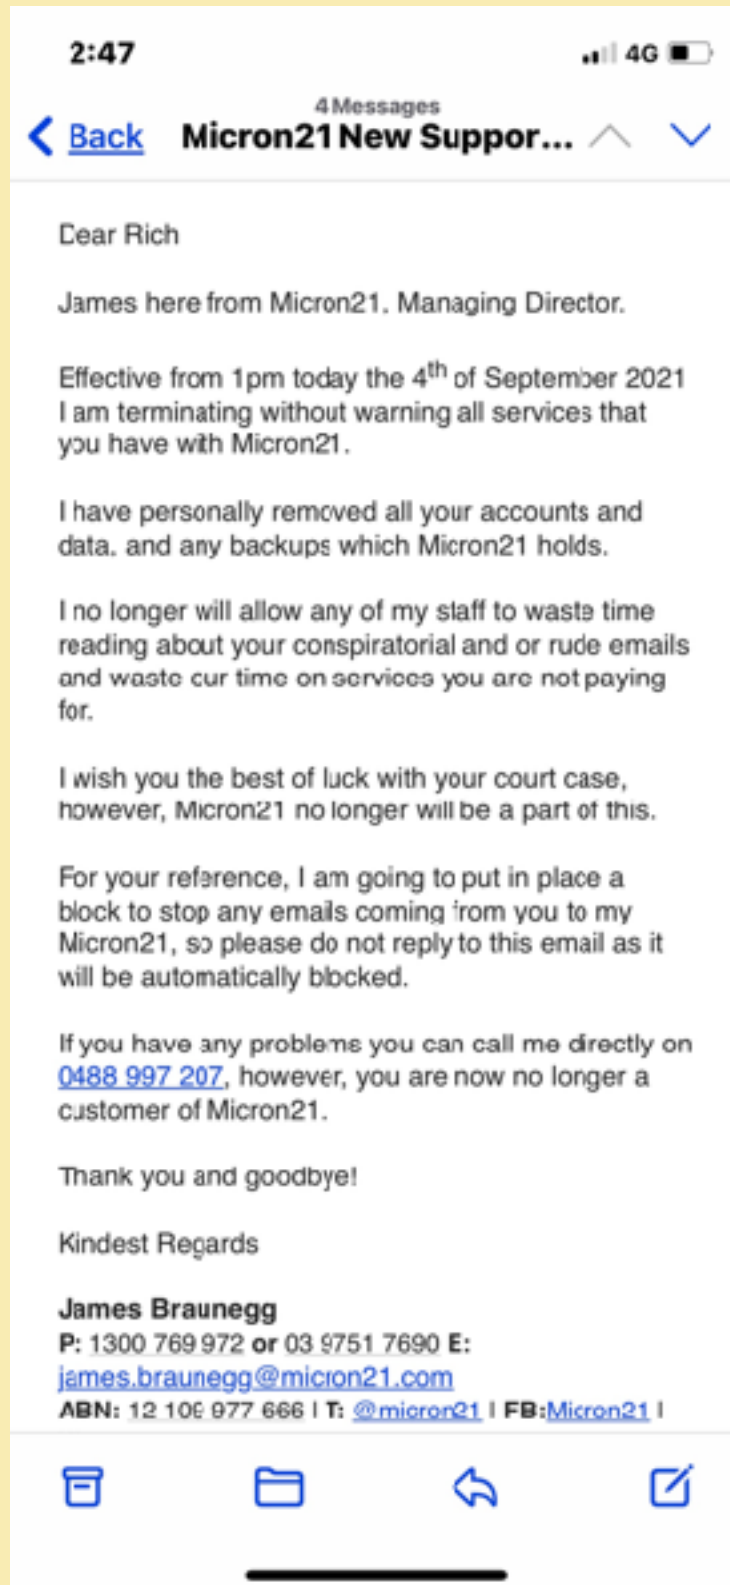 2:47
4G
4 Messages
Back
Micron21 New Suppor...
Dear Rich
James here from Micron21. Managing Director.
Effective from 1pm today the 4th of September 2021
I am terminating without warning all services that
you have with Micron21.
I have personally removed all your accounts and
data, and any backups which Micron21 holds.
I no longer will allow any of my staff to waste time
reading about your conspiratorial and or rude emails
and waste our time on services you are not paying
for.
I wish you the best of luck with your court case,
however, Micron21 no longer will be a part of this.
For your reference, I am going to put in place a
block to stop any emails coming from you to my
Micron21, so please do not reply to this email as it
will be automatically blocked.
If you have any problems you can call me directly on
0488 997 207, however, you are now no longer a
customer of Micron21.
Thank you and goodbye!
Kindest Regards
James Braunegg
P: 1300 769 972 or 03 9751 7690 E:
james.braunegg@micron21.com
ABN: 12 109 977 666 | T: @micron21 | FB:Micron21 |